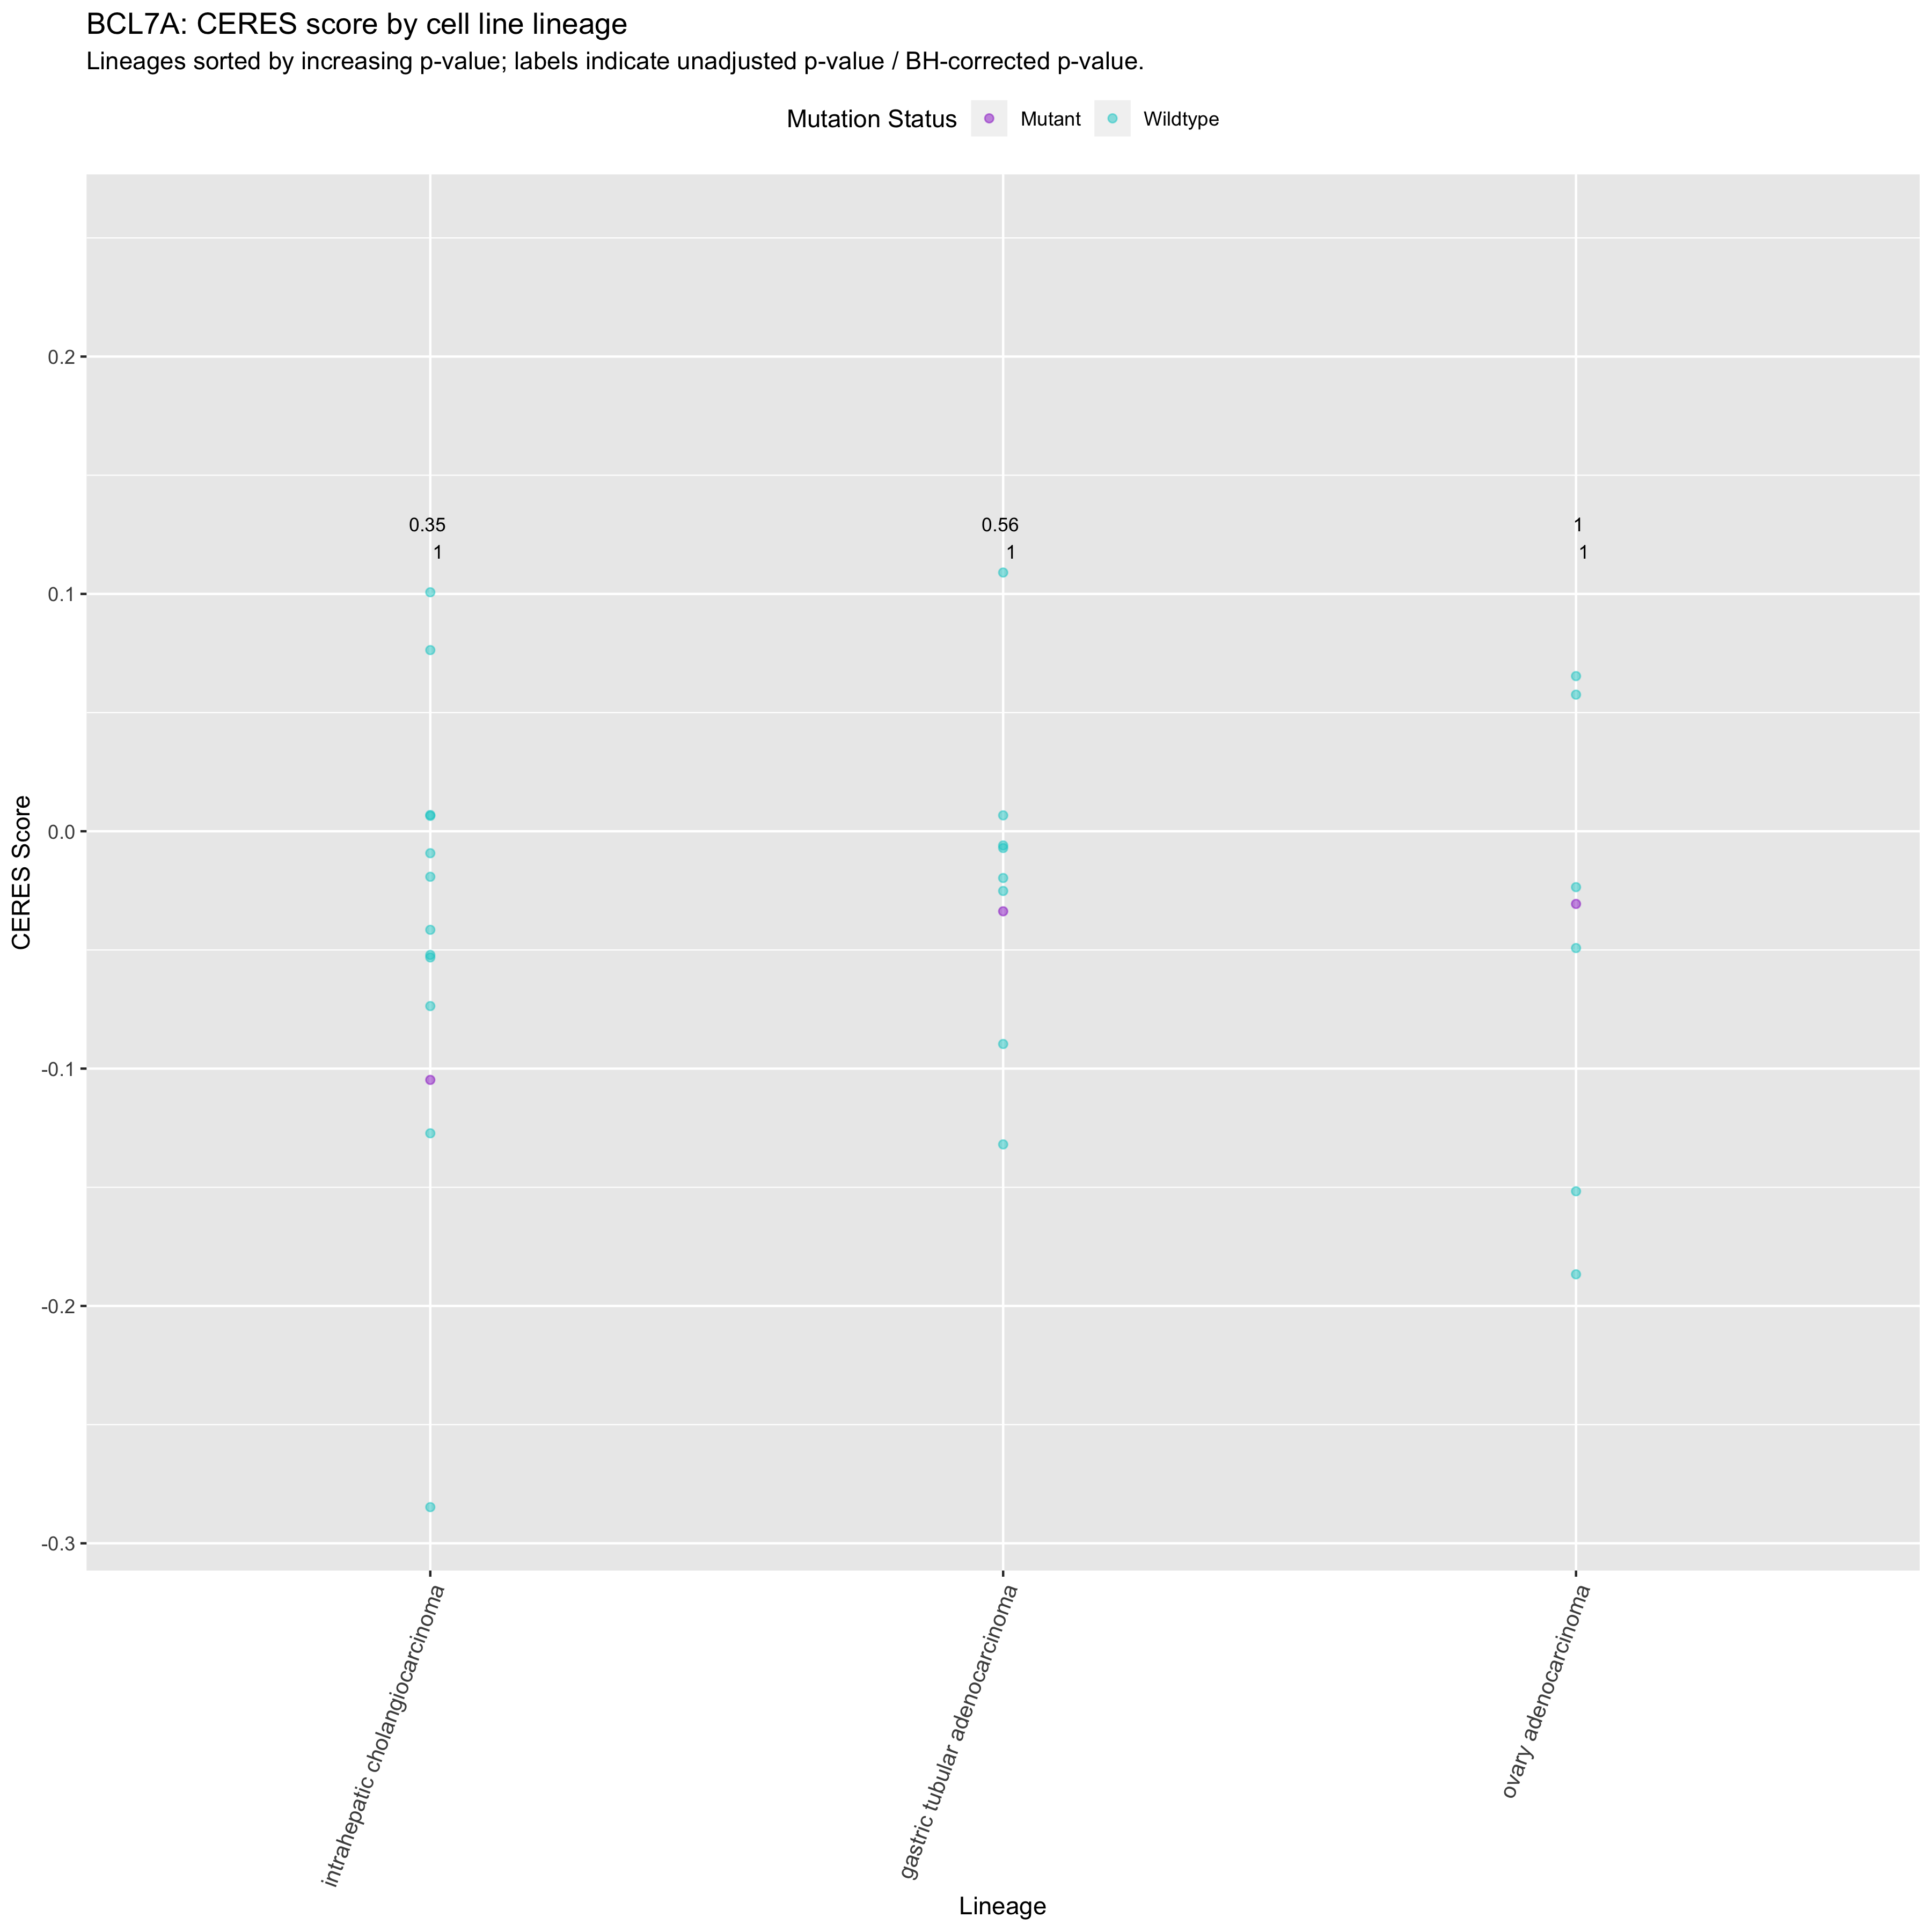 BCL7A: CERES score by cell line lineage
Lineages sorted by increasing p-value; labels indicate unadjusted p-value / BH-corrected p-value.
Mutation Status Mutant Wildtype
0.2
0.35 0.56 1
1 1 1
0.1
0.0
-0.1
-0.2
-0.3
CERES Score
intrahepatic cholangiocarcinoma
gastric tubular adenocarcinoma
ovary adenocarcinoma
Lineage